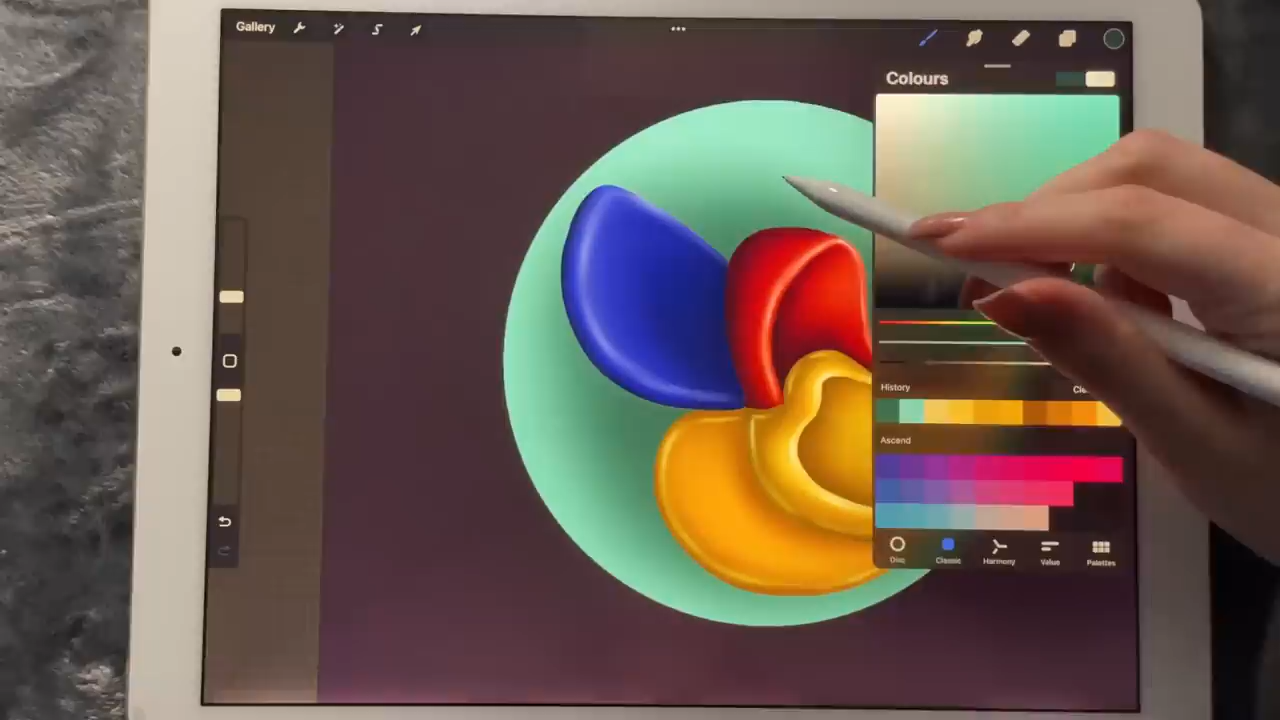 Gallery
Colours
History
Ascend
Disc Classic Harmony Value Palettes